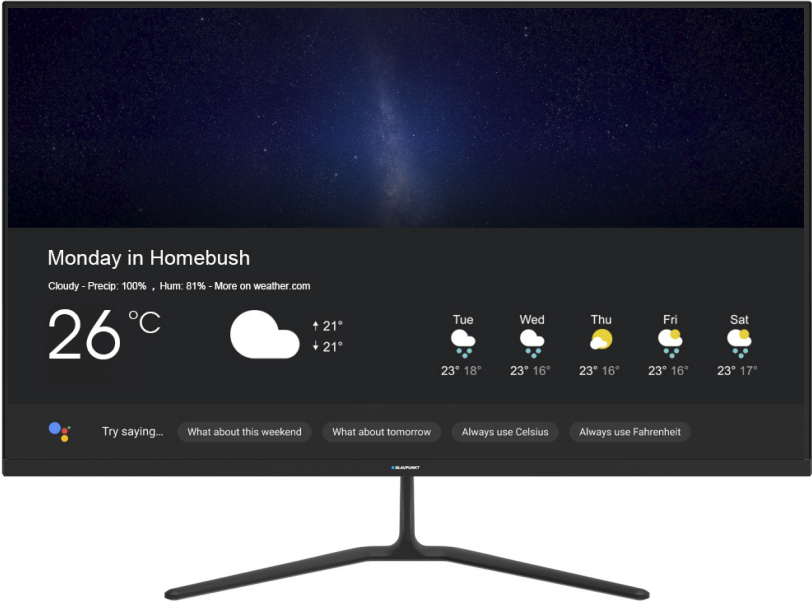 Monday in Homebush
Cloudy - Precip: 100% , Hum: 81% - More on weather.com
26 °C
↑ 21°
↓ 21°
Tue Wed Thu Fri Sat
23° 18° 23° 16° 23° 16° 23° 16° 23° 17°
Try saying... What about this weekend What about tomorrow Always use Celsius Always use Fahrenheit
BLAUPUNKT